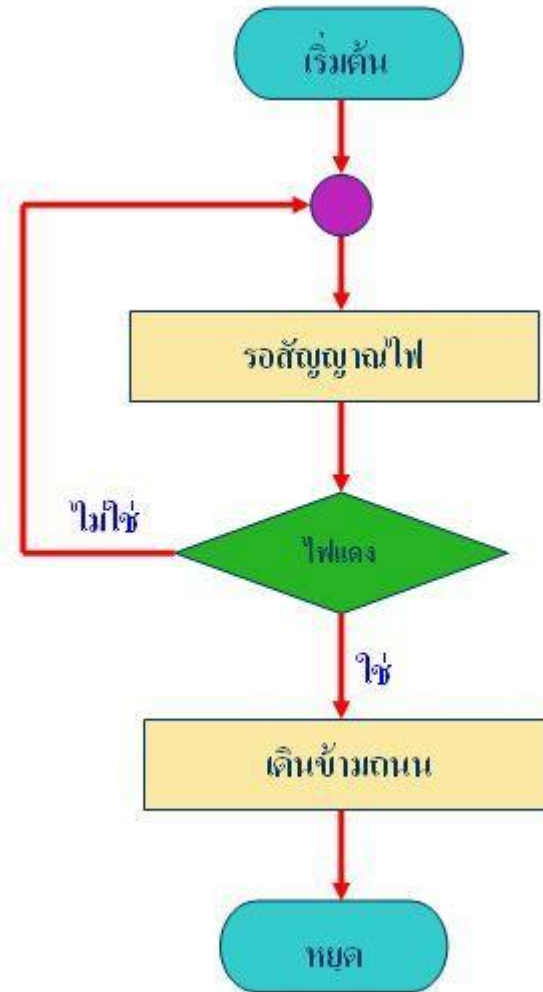 เริ่มต้น
รอสัญญาณไฟ
ไม่ใช่
ไฟแดง
ใช่
เดินข้ามถนน
หยุด